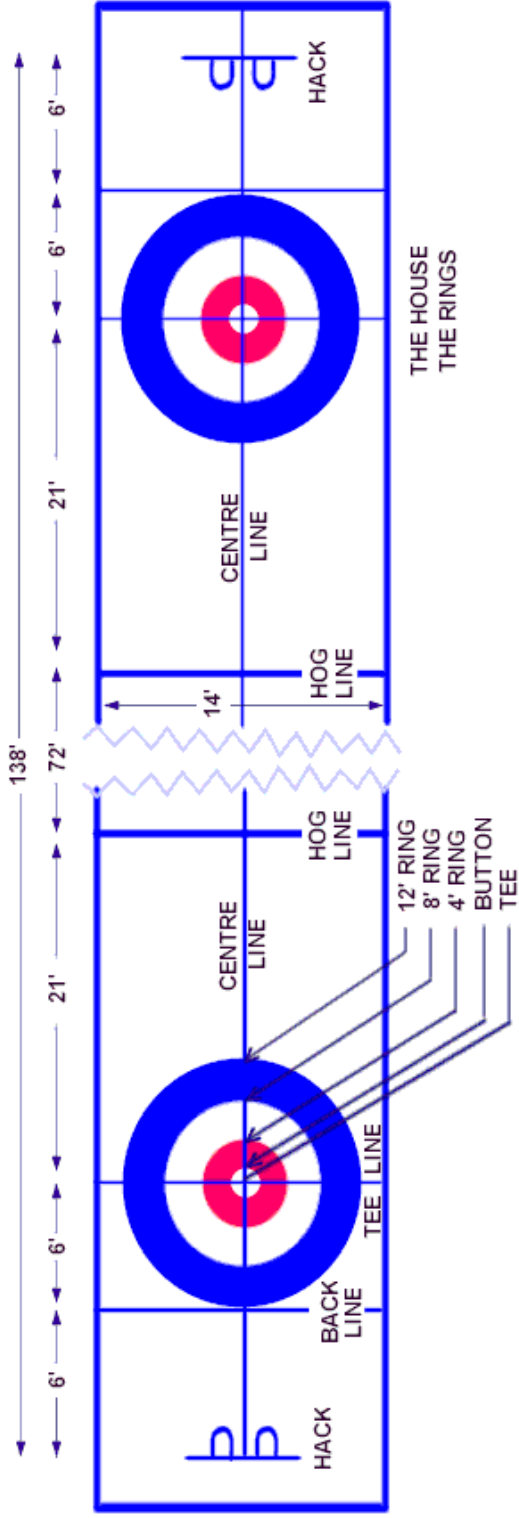 138'
6'
6'
21'
72'
21'
6'
6'
14'
HACK
BACK
LINE
TEE LINE
CENTRE
LINE
HOG
LINE
HOG
LINE
CENTRE
LINE
THE HOUSE
THE RINGS
HACK
12' RING
8' RING
4' RING
BUTTON
TEE